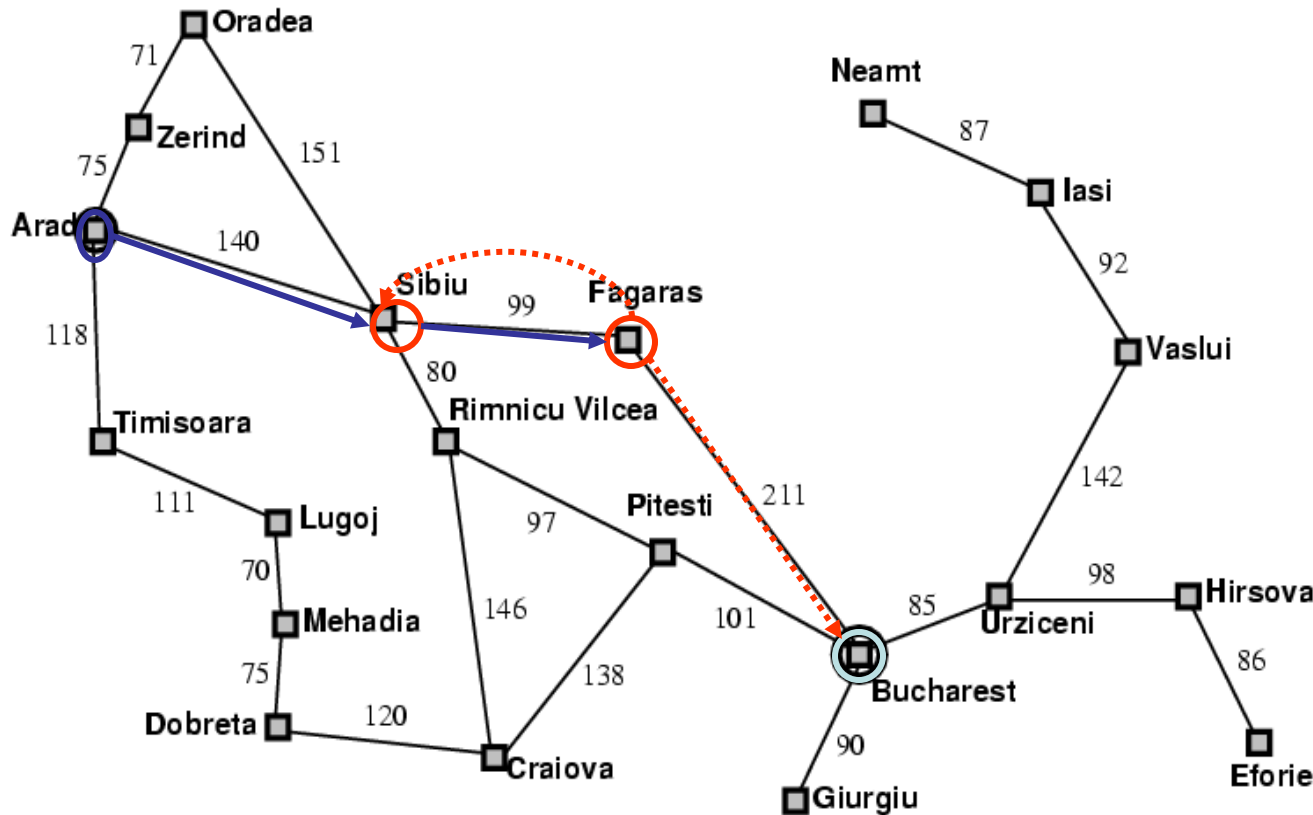 Oradea
71
Neamt
87
Zerind
151
75
Iasi
Arad
140
92
Sibiu
Fagaras
99
118
Vaslui
80
Timisoara
Rimnicu Vilcea
142
111
211
Pitesti
Lugoj
97
70
98
Hirsova
146
101
85
Urziceni
Mehadia
86
75
138
Bucharest
Dobreta
120
90
Craiova
Eforie
Giurgiu